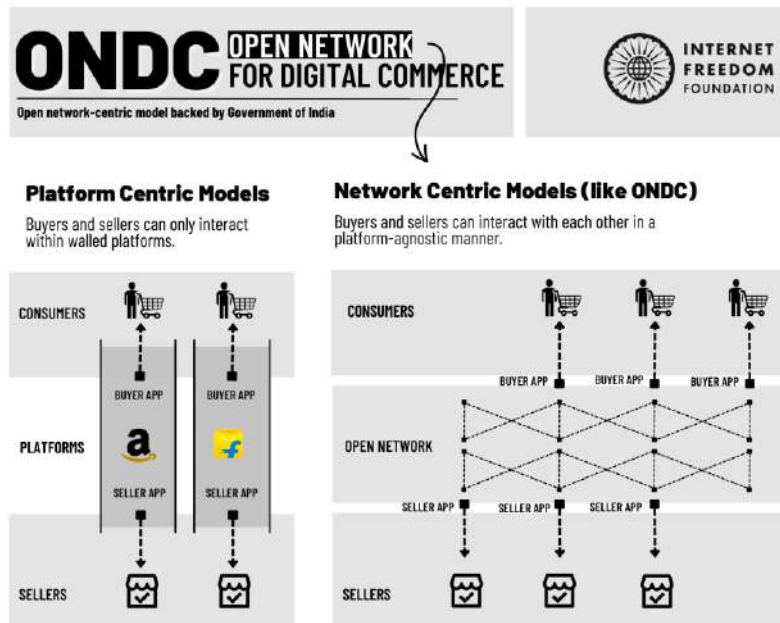 ONDC
OPEN NETWORK
FOR DIGITAL COMMERCE
Open network-centric model backed by Government of India
INTERNET
FREEDOM
FOUNDATION
Platform Centric Models
Buyers and sellers can only interact
within walled platforms.
CONSUMERS
BUYER APP
BUYER APP
PLATFORMS
a
f
SELLER APP
SELLER APP
SELLERS
Network Centric Models (like ONDC)
Buyers and sellers can interact with each other in a
platform-agnostic manner.
CONSUMERS
BUYER APP
BUYER APP
BUYER APP
OPEN NETWORK
SELLER APP
SELLER APP
SELLER APP
SELLERS